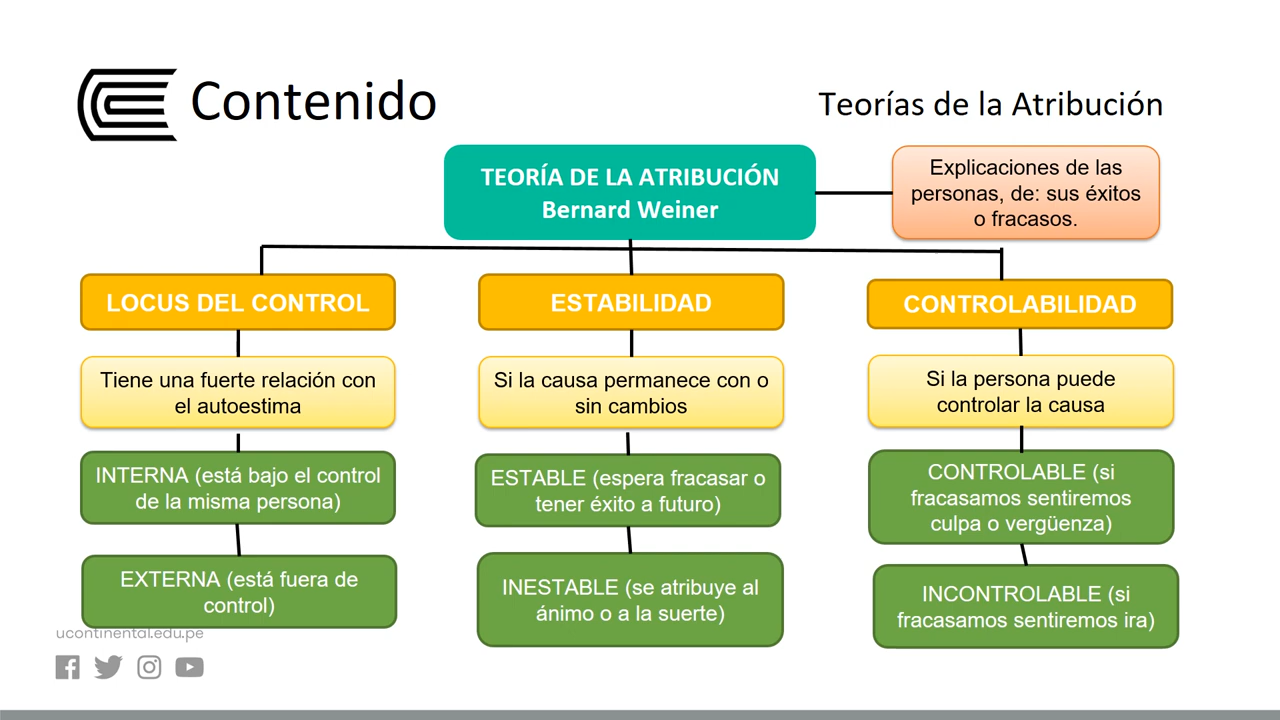 Contenido
Teorías de la Atribución
TEORÍA DE LA ATRIBUCIÓN
Bernard Weiner
Explicaciones de las
personas, de: sus éxitos
o fracasos.
LOCUS DEL CONTROL
Tiene una fuerte relación con
el autoestima
INTERNA (está bajo el control
de la misma persona)
EXTERNA (está fuera de
control)
ESTABILIDAD
Si la causa permanece con o
sin cambios
ESTABLE (espera fracasar o
tener éxito a futuro)
INESTABLE (se atribuye al
ánimo o a la suerte)
CONTROLABILIDAD
Si la persona puede
controlar la causa
CONTROLABLE (si
fracasamos sentiremos
culpa o vergüenza)
INCONTROLABLE (si
fracasamos sentiremos ira)
ucontinental.edu.pe